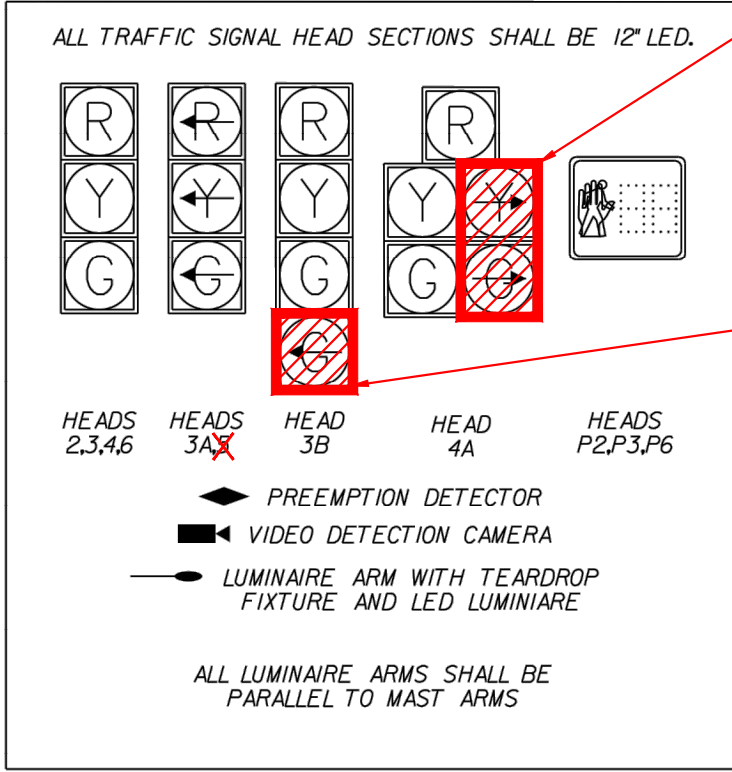 ALL TRAFFIC SIGNAL HEAD SECTIONS SHALL BE 12" LED.
R R R R
Y Y Y Y Y
G G G G G
G
HEADS
2,3,4,6
HEADS
3A,5
HEAD
3B
HEAD
4A
HEADS
P2,P3,P6
PREEMPTION DETECTOR
VIDEO DETECTION CAMERA
LUMINAIRE ARM WITH TEARDROP
FIXTURE AND LED LUMINIARE
ALL LUMINAIRE ARMS SHALL BE
PARALLEL TO MAST ARMS